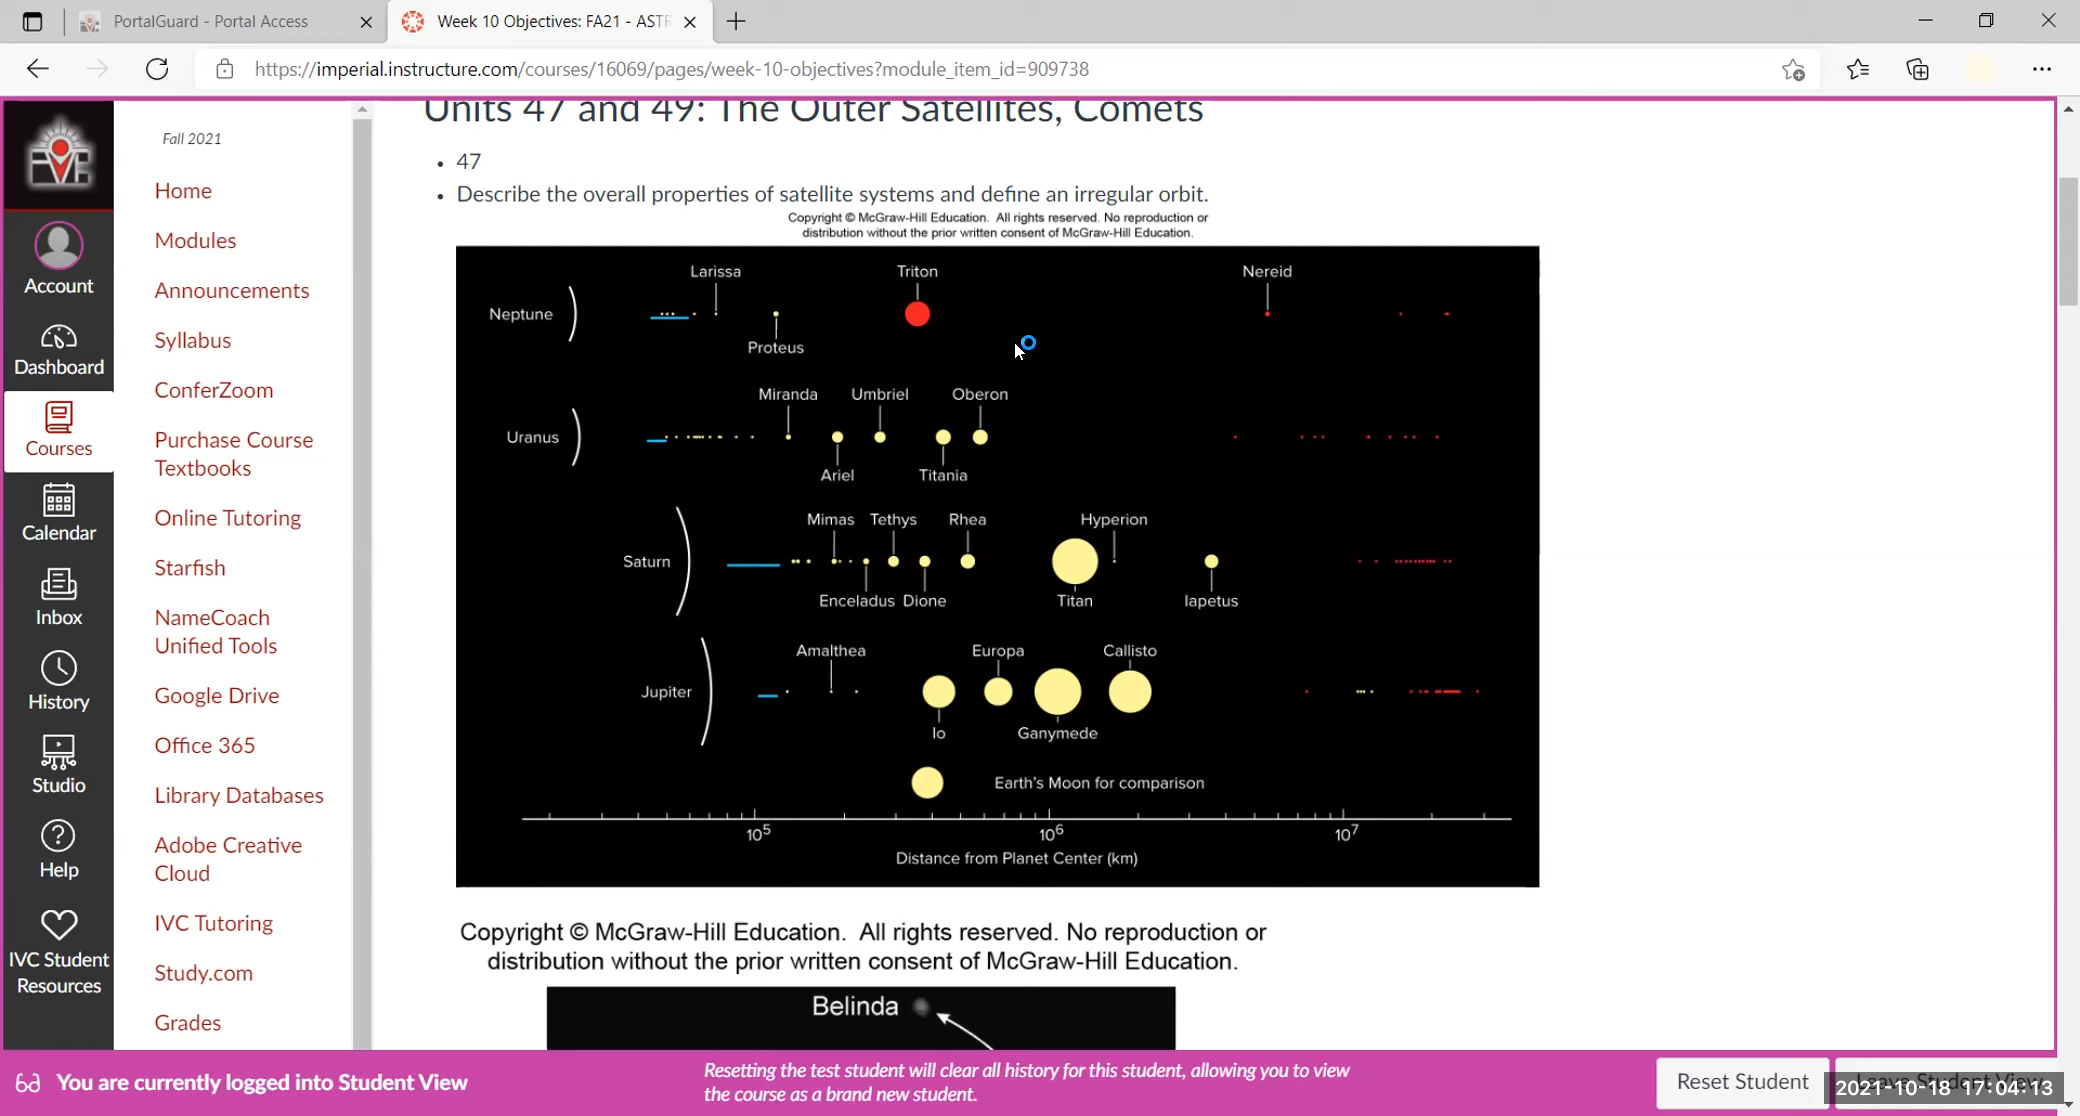 PortalGuard - Portal Access
Week 10 Objectives: FA21 - ASTR
https://imperial.instructure.com/courses/16069/pages/week-10-objectives?module_item_id=909738
Account
Dashboard
Courses
Calendar
Inbox
History
Studio
Help
IVC Student
Resources
Fall 2021
Home
Modules
Announcements
Syllabus
ConferZoom
Purchase Course
Textbooks
Online Tutoring
Starfish
NameCoach
Unified Tools
Google Drive
Office 365
Library Databases
Adobe Creative
Cloud
IVC Tutoring
Study.com
Grades
Units 47 and 49: The Outer Satellites, Comets
47
Describe the overall properties of satellite systems and define an irregular orbit.
Copyright © McGraw-Hill Education. All rights reserved. No reproduction or
distribution without the prior written consent of McGraw-Hill Education.
Larissa Triton Nereid
Neptune
Proteus
Miranda Umbriel Oberon
Uranus
Ariel Titania
Mimas Tethys Rhea Hyperion
Saturn
Enceladus Dione Titan Iapetus
Amalthea Europa Callisto
Jupiter
Io Ganymede
Earth's Moon for comparison
10⁵ 10⁶ 10⁷
Distance from Planet Center (km)
Copyright © McGraw-Hill Education. All rights reserved. No reproduction or
distribution without the prior written consent of McGraw-Hill Education.
Belinda
You are currently logged into Student View
Resetting the test student will clear all history for this student, allowing you to view
the course as a brand new student.
Reset Student
Leave Student View
2021-10-18 17:04:13